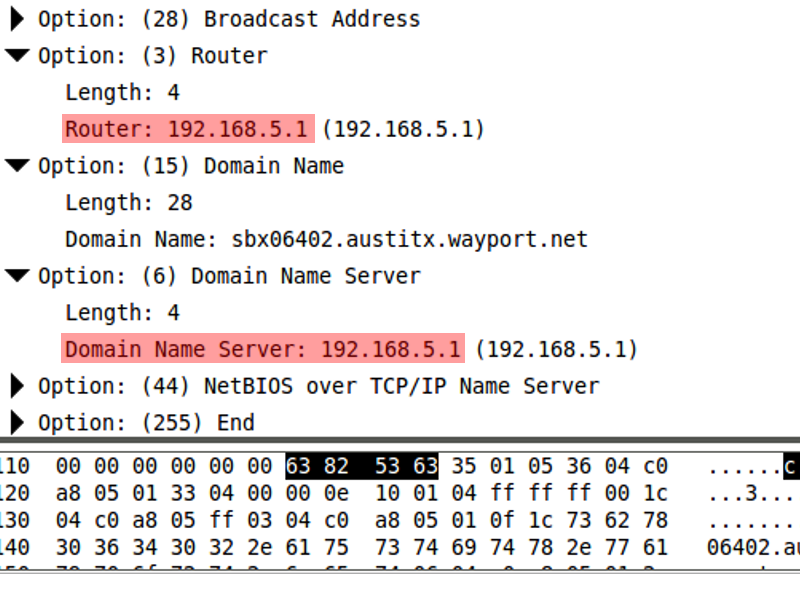 Option: (28) Broadcast Address
Option: (3) Router
Length: 4
Router: 192.168.5.1 (192.168.5.1)
Option: (15) Domain Name
Length: 28
Domain Name: sbx06402.austitx.wayport.net
Option: (6) Domain Name Server
Length: 4
Domain Name Server: 192.168.5.1 (192.168.5.1)
Option: (44) NetBIOS over TCP/IP Name Server
Option: (255) End
110 00 00 00 00 00 00 63 82 53 63 35 01 05 36 04 c0 ......c
120 a8 05 01 33 04 00 00 0e 10 01 04 ff ff ff 00 1c ...3...
130 04 c0 a8 05 ff 03 04 c0 a8 05 01 0f 1c 73 62 78 .......
140 30 36 34 30 32 2e 61 75 73 74 69 74 78 2e 77 61 06402.au